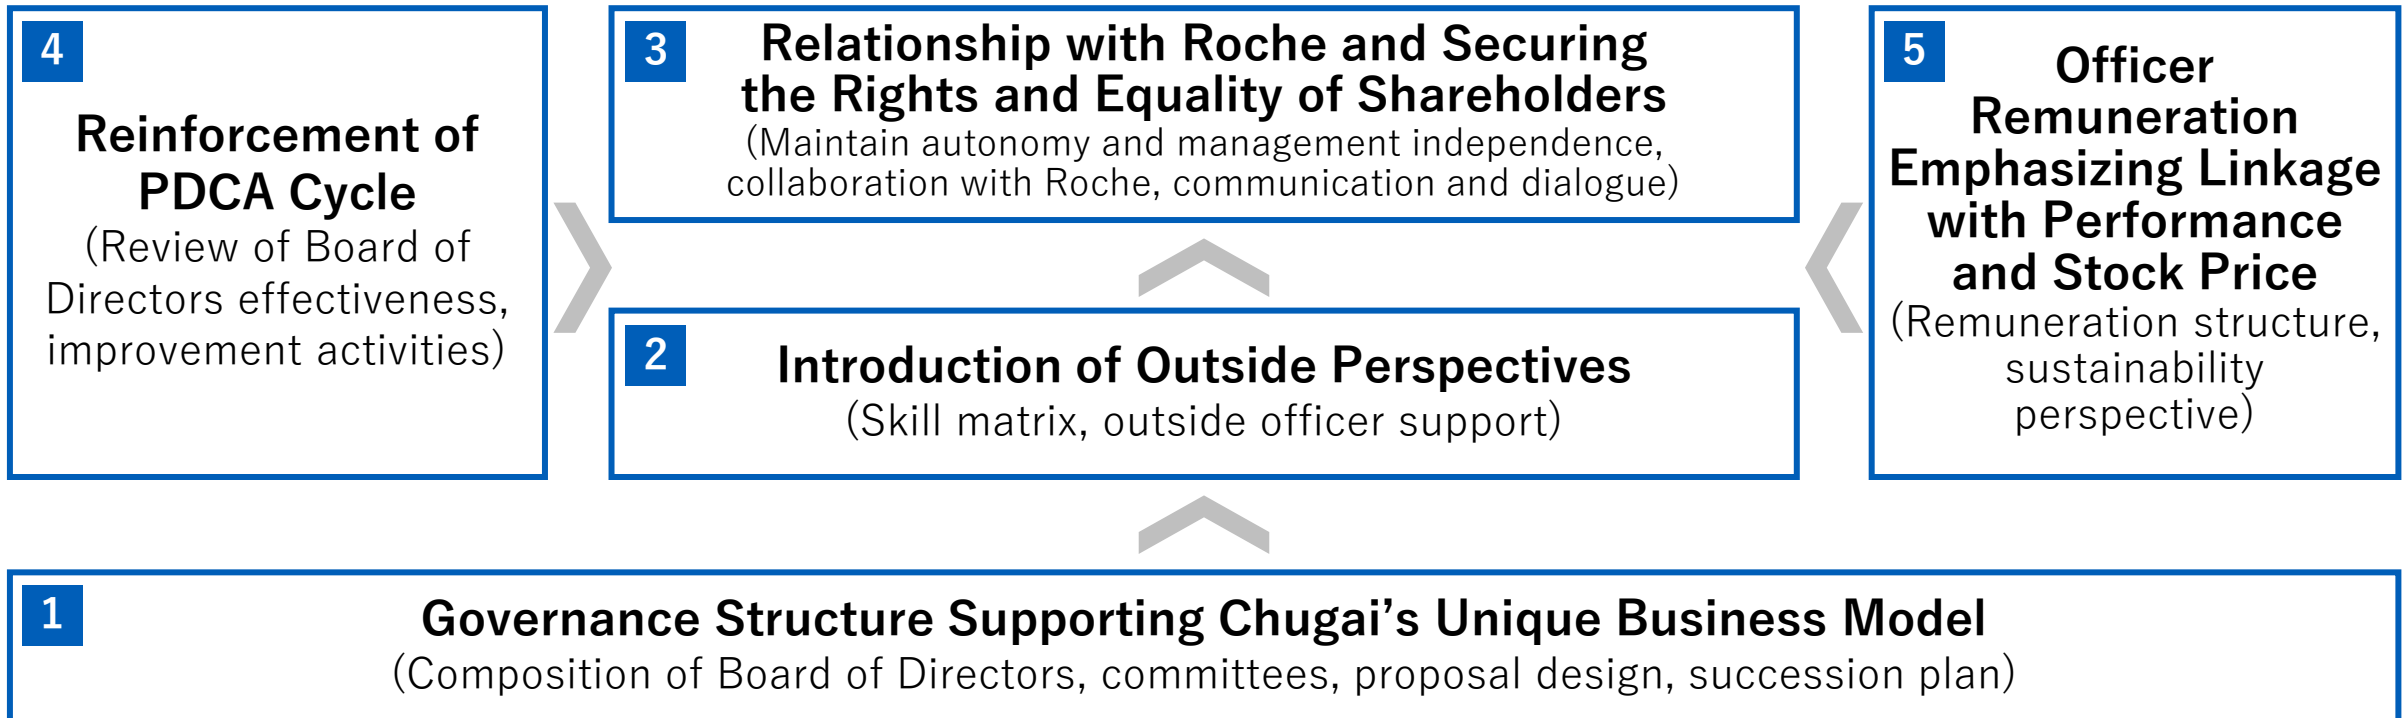 4
Reinforcement of
PDCA Cycle
(Review of Board of
Directors effectiveness,
improvement activities)
3
Relationship with Roche and Securing
the Rights and Equality of Shareholders
(Maintain autonomy and management independence,
collaboration with Roche, communication and dialogue)
5
Officer
Remuneration
Emphasizing Linkage
with Performance
and Stock Price
(Remuneration structure,
sustainability
perspective)
2
Introduction of Outside Perspectives
(Skill matrix, outside officer support)
1
Governance Structure Supporting Chugai’s Unique Business Model
(Composition of Board of Directors, committees, proposal design, succession plan)